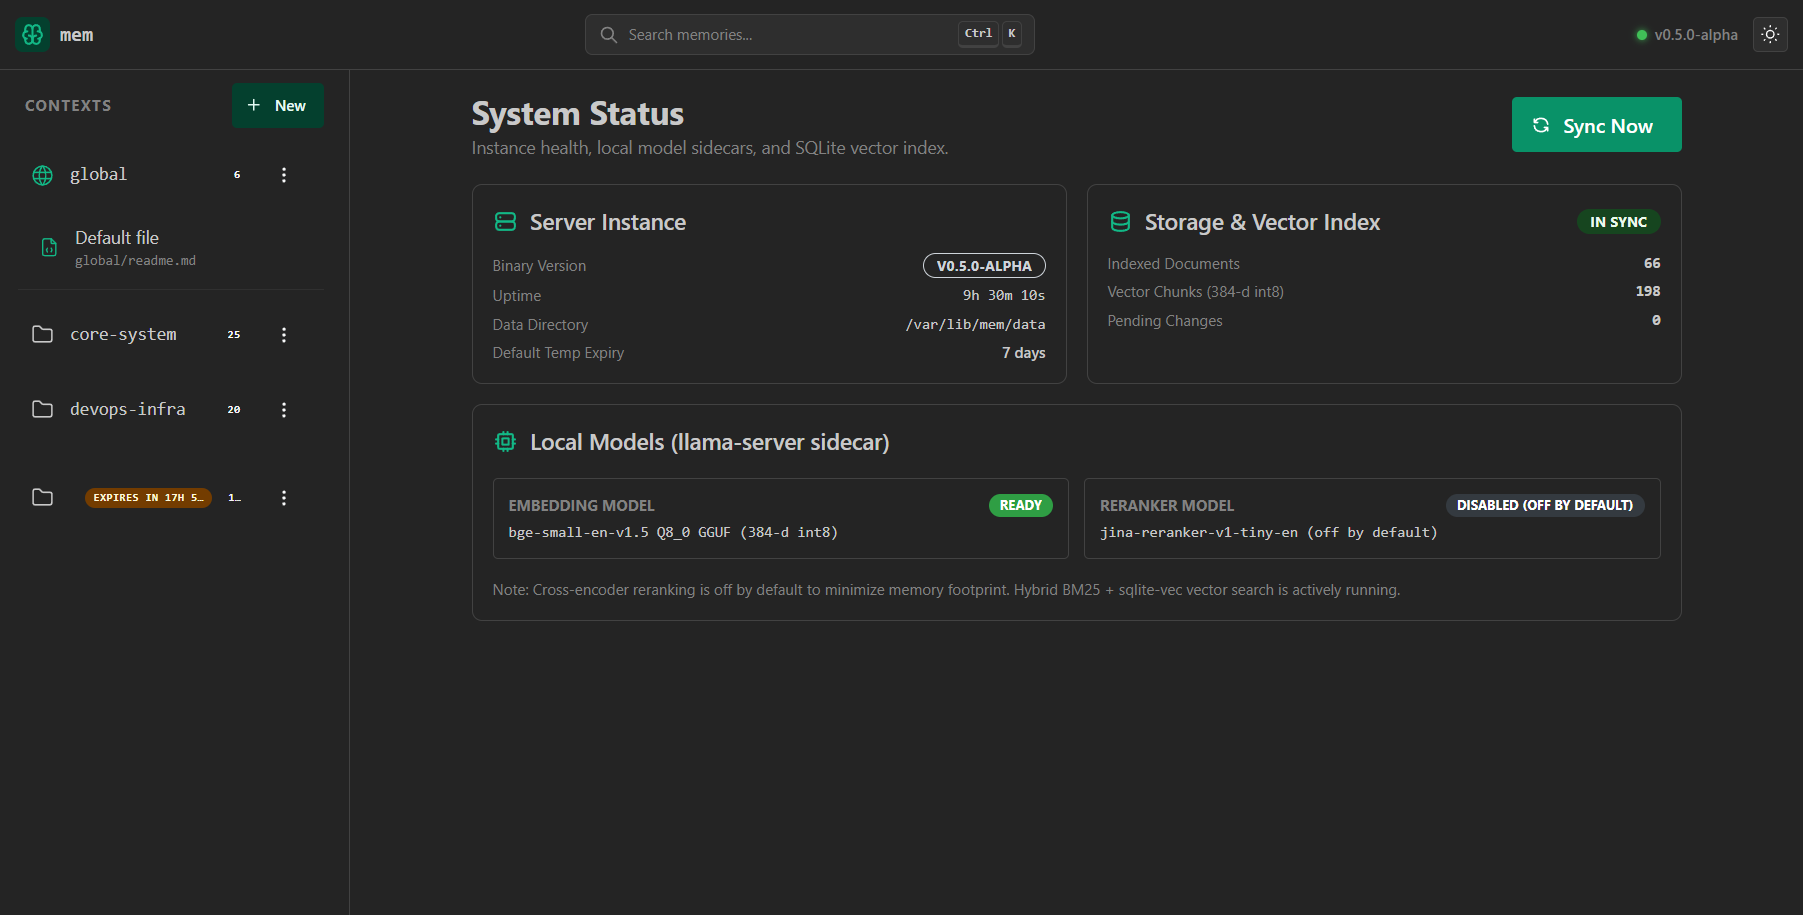 mem
Search memories...
Ctrl K
v0.5.0-alpha
CONTEXTS
New
global 6
Default file
global/readme.md
core-system 25
devops-infra 20
EXPIRES IN 17H 5… 1…
System Status
Instance health, local model sidecars, and SQLite vector index.
Sync Now
Server Instance
Binary Version V0.5.0-ALPHA
Uptime 9h 30m 10s
Data Directory /var/lib/mem/data
Default Temp Expiry 7 days
Storage & Vector Index IN SYNC
Indexed Documents 66
Vector Chunks (384-d int8) 198
Pending Changes 0
Local Models (llama-server sidecar)
EMBEDDING MODEL READY
bge-small-en-v1.5 Q8_0 GGUF (384-d int8)
RERANKER MODEL DISABLED (OFF BY DEFAULT)
jina-reranker-v1-tiny-en (off by default)
Note: Cross-encoder reranking is off by default to minimize memory footprint. Hybrid BM25 + sqlite-vec vector search is actively running.